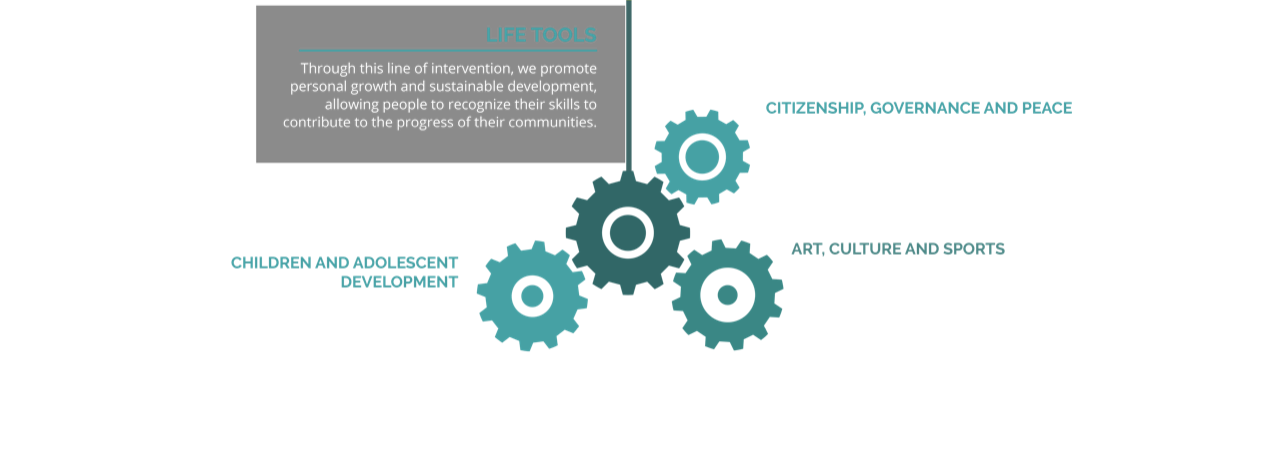 LIFE TOOLS
Through this line of intervention, we promote
personal growth and sustainable development,
allowing people to recognize their skills to
contribute to the progress of their communities.
CITIZENSHIP, GOVERNANCE AND PEACE
ART, CULTURE AND SPORTS
CHILDREN AND ADOLESCENT
DEVELOPMENT